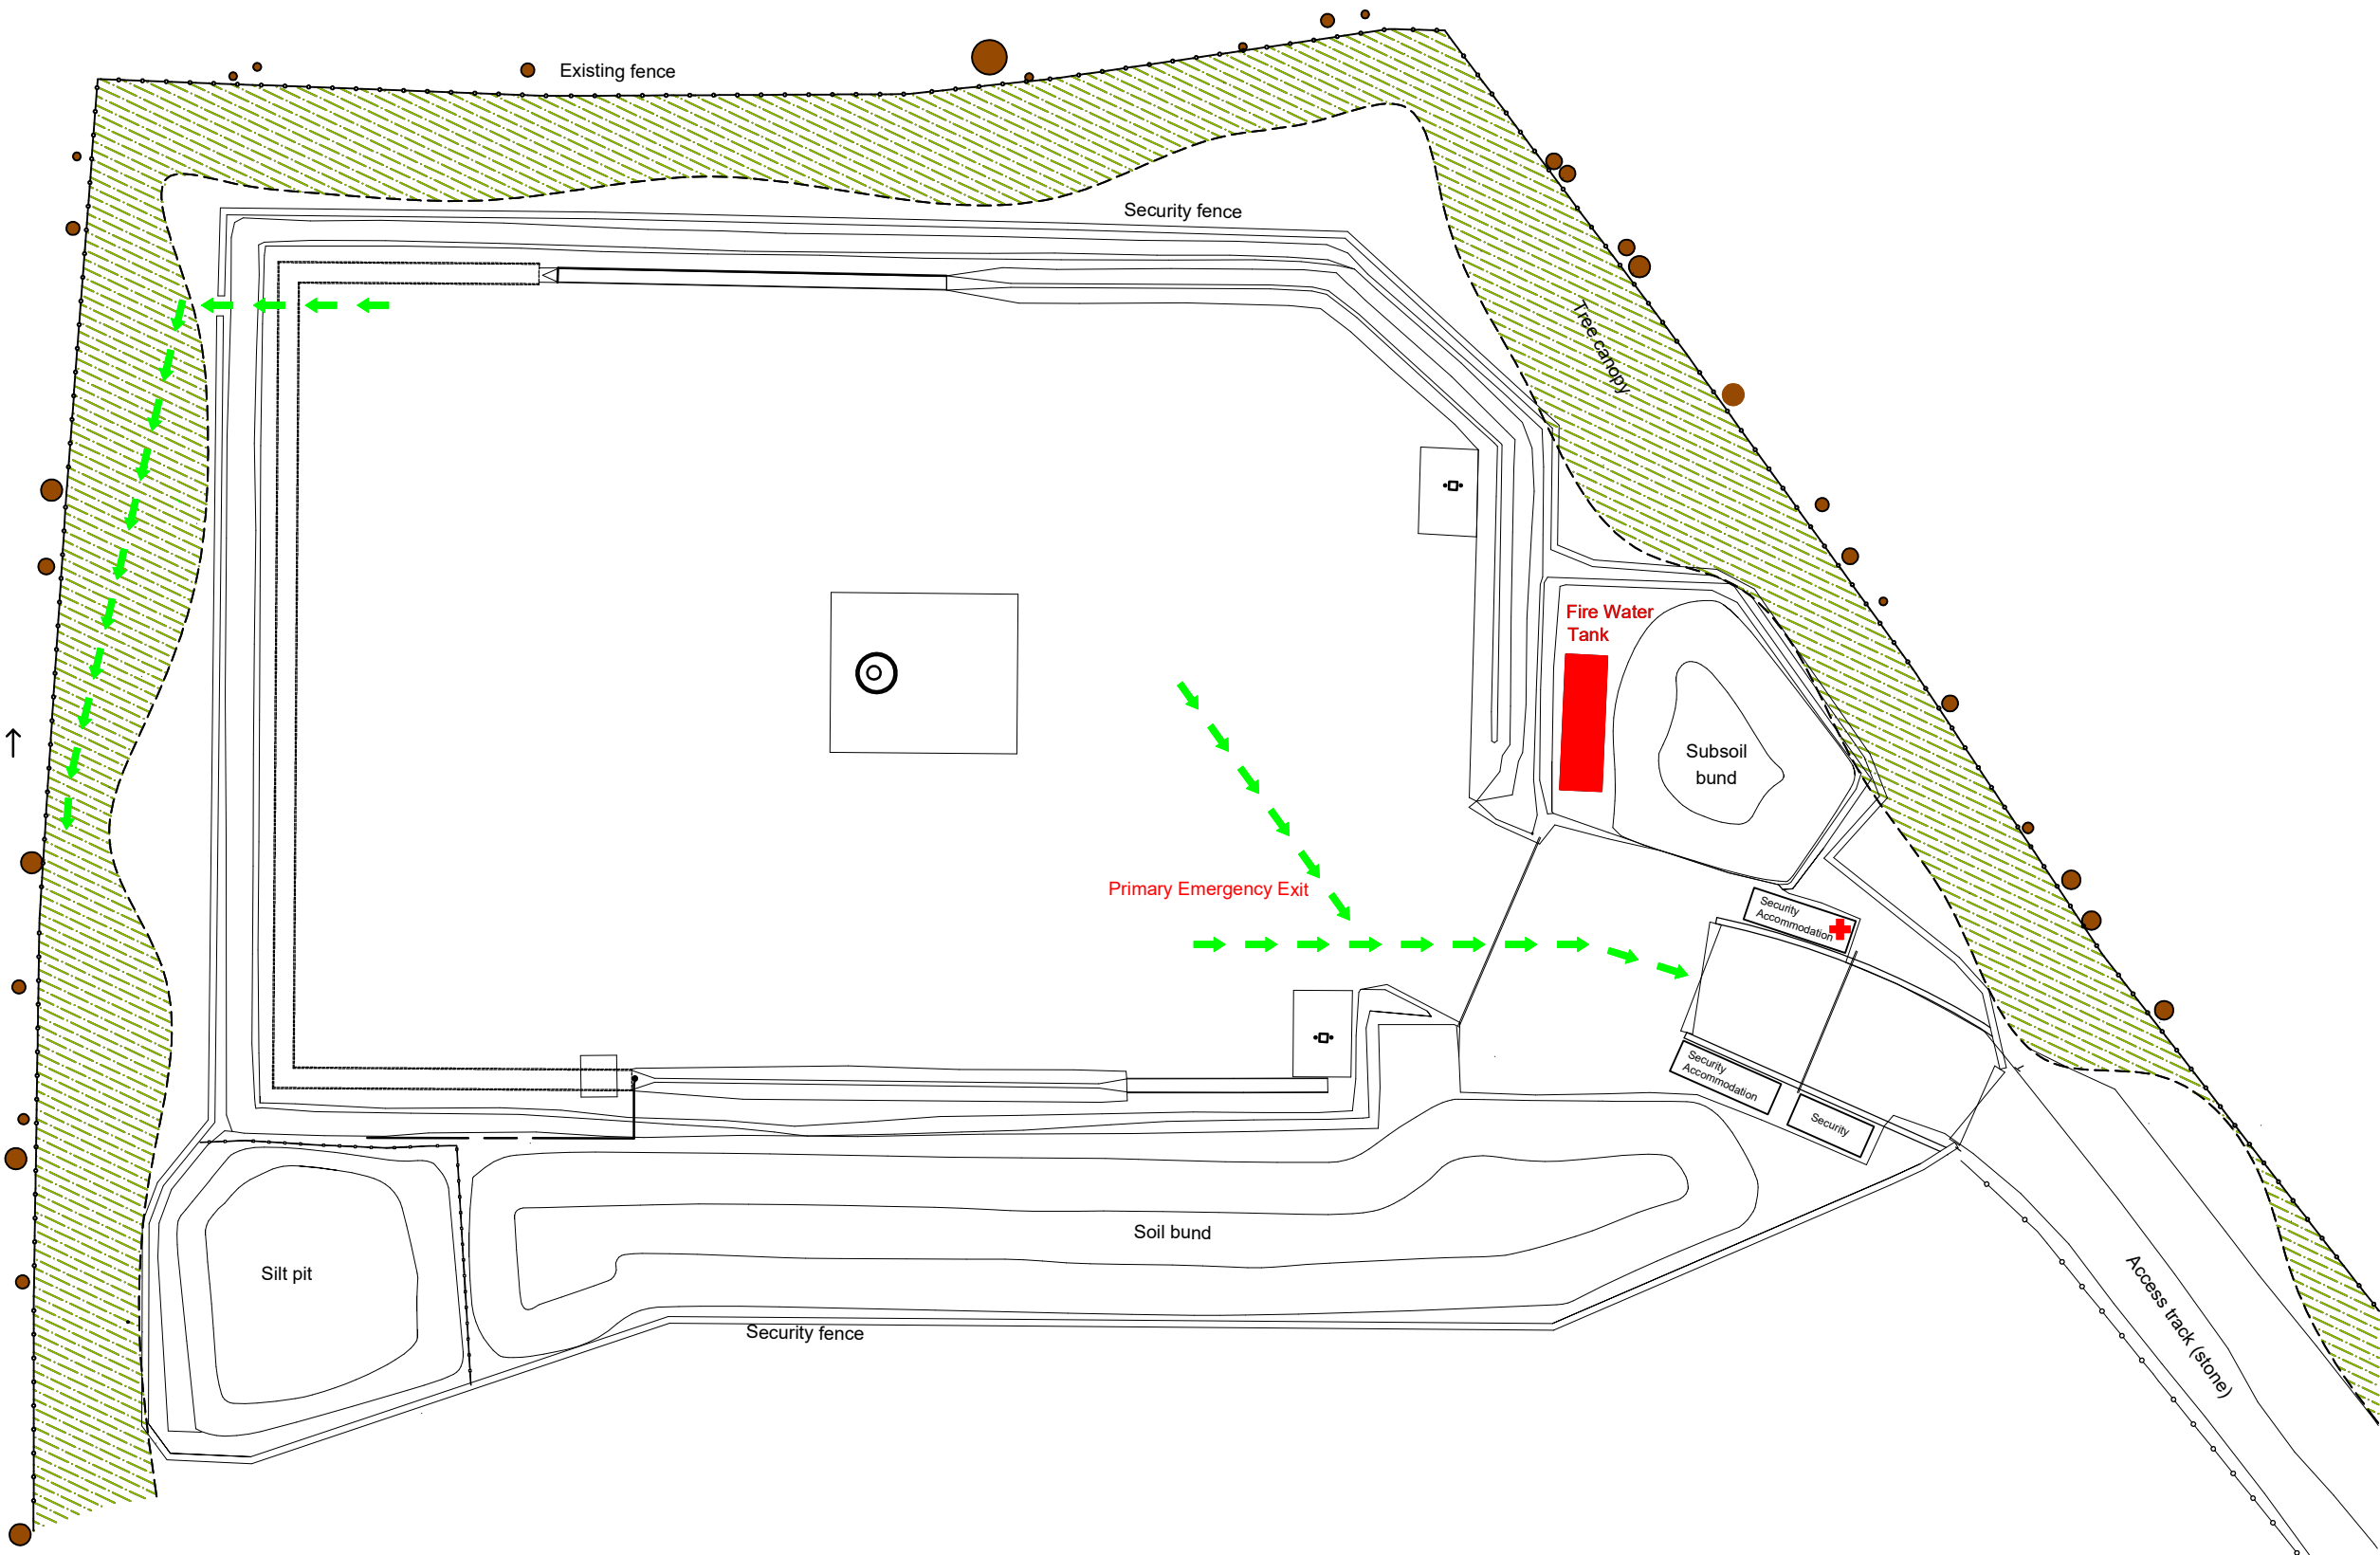 Existing fence
Security fence
Tree canopy
Fire Water
Tank
Subsoil
bund
Primary Emergency Exit
Security
Accommodation
Security
Accommodation
Security
Soil bund
Silt pit
Security fence
Access track (stone)